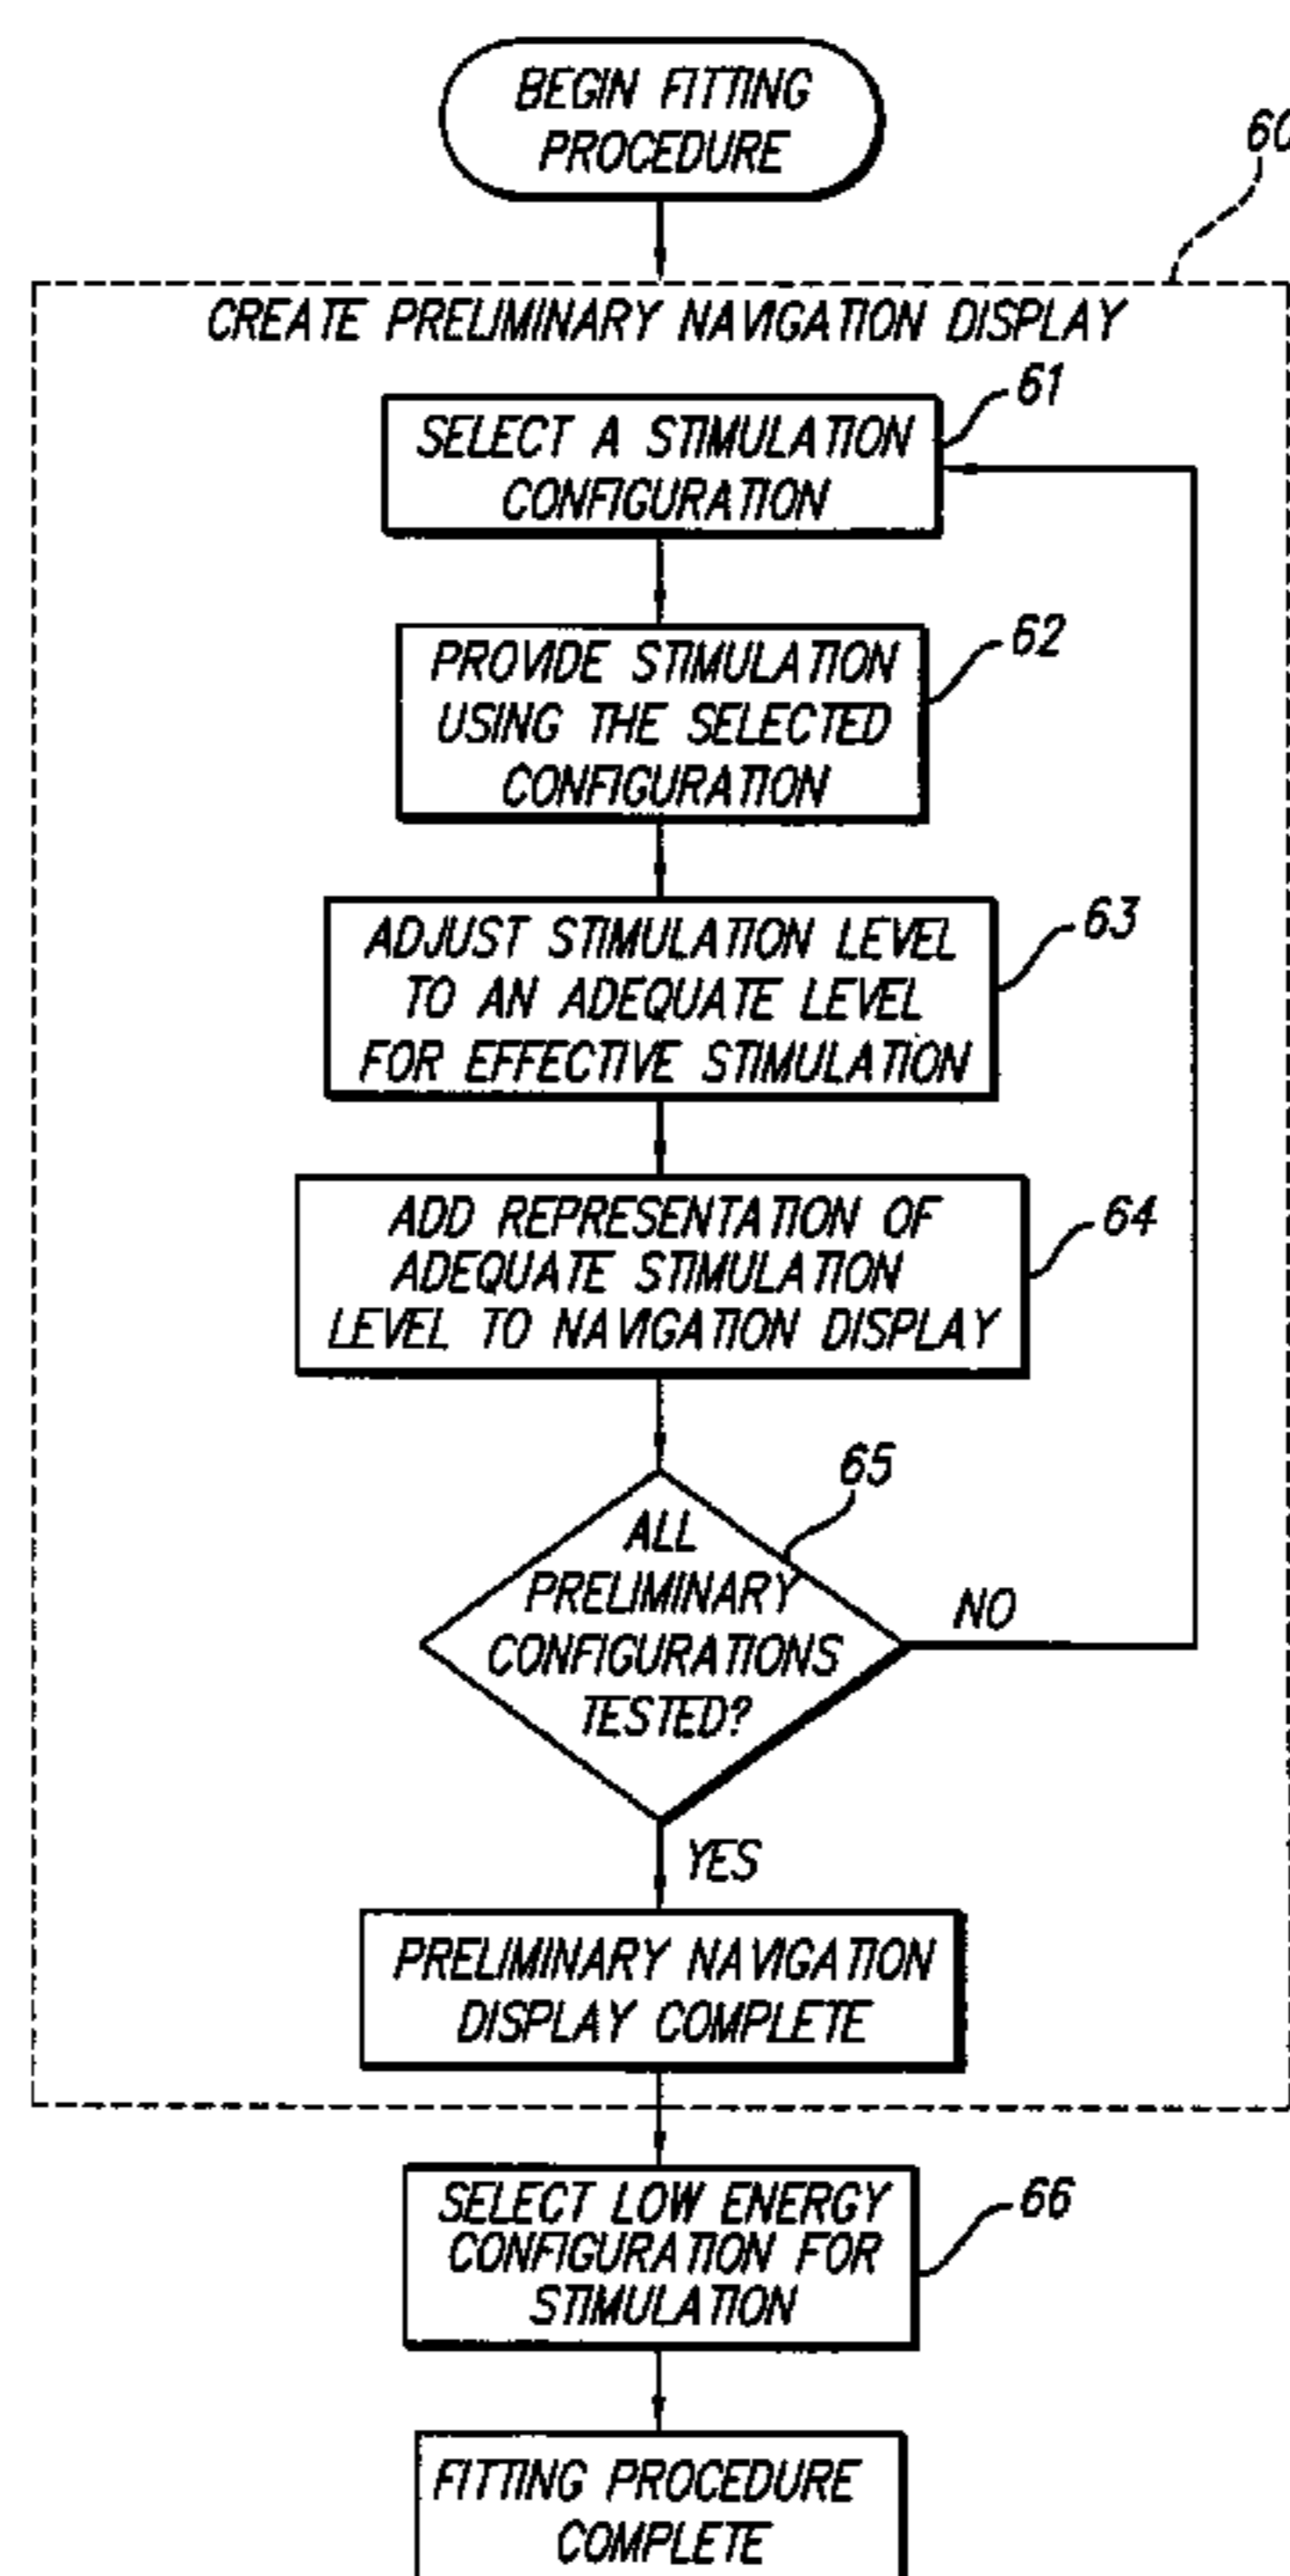 BEGIN FITTING
PROCEDURE
60
CREATE PRELIMINARY NAVIGATION DISPLAY
61
SELECT A STIMULATION
CONFIGURATION
62
PROVIDE STIMULATION
USING THE SELECTED
CONFIGURATION
63
ADJUST STIMULATION LEVEL
TO AN ADEQUATE LEVEL
FOR EFFECTIVE STIMULATION
64
ADD REPRESENTATION OF
ADEQUATE STIMULATION
LEVEL TO NAVIGATION DISPLAY
65
ALL
PRELIMINARY
CONFIGURATIONS
TESTED?
NO
YES
PRELIMINARY NAVIGATION
DISPLAY COMPLETE
66
SELECT LOW ENERGY
CONFIGURATION FOR
STIMULATION
FITTING PROCEDURE
COMPLETE